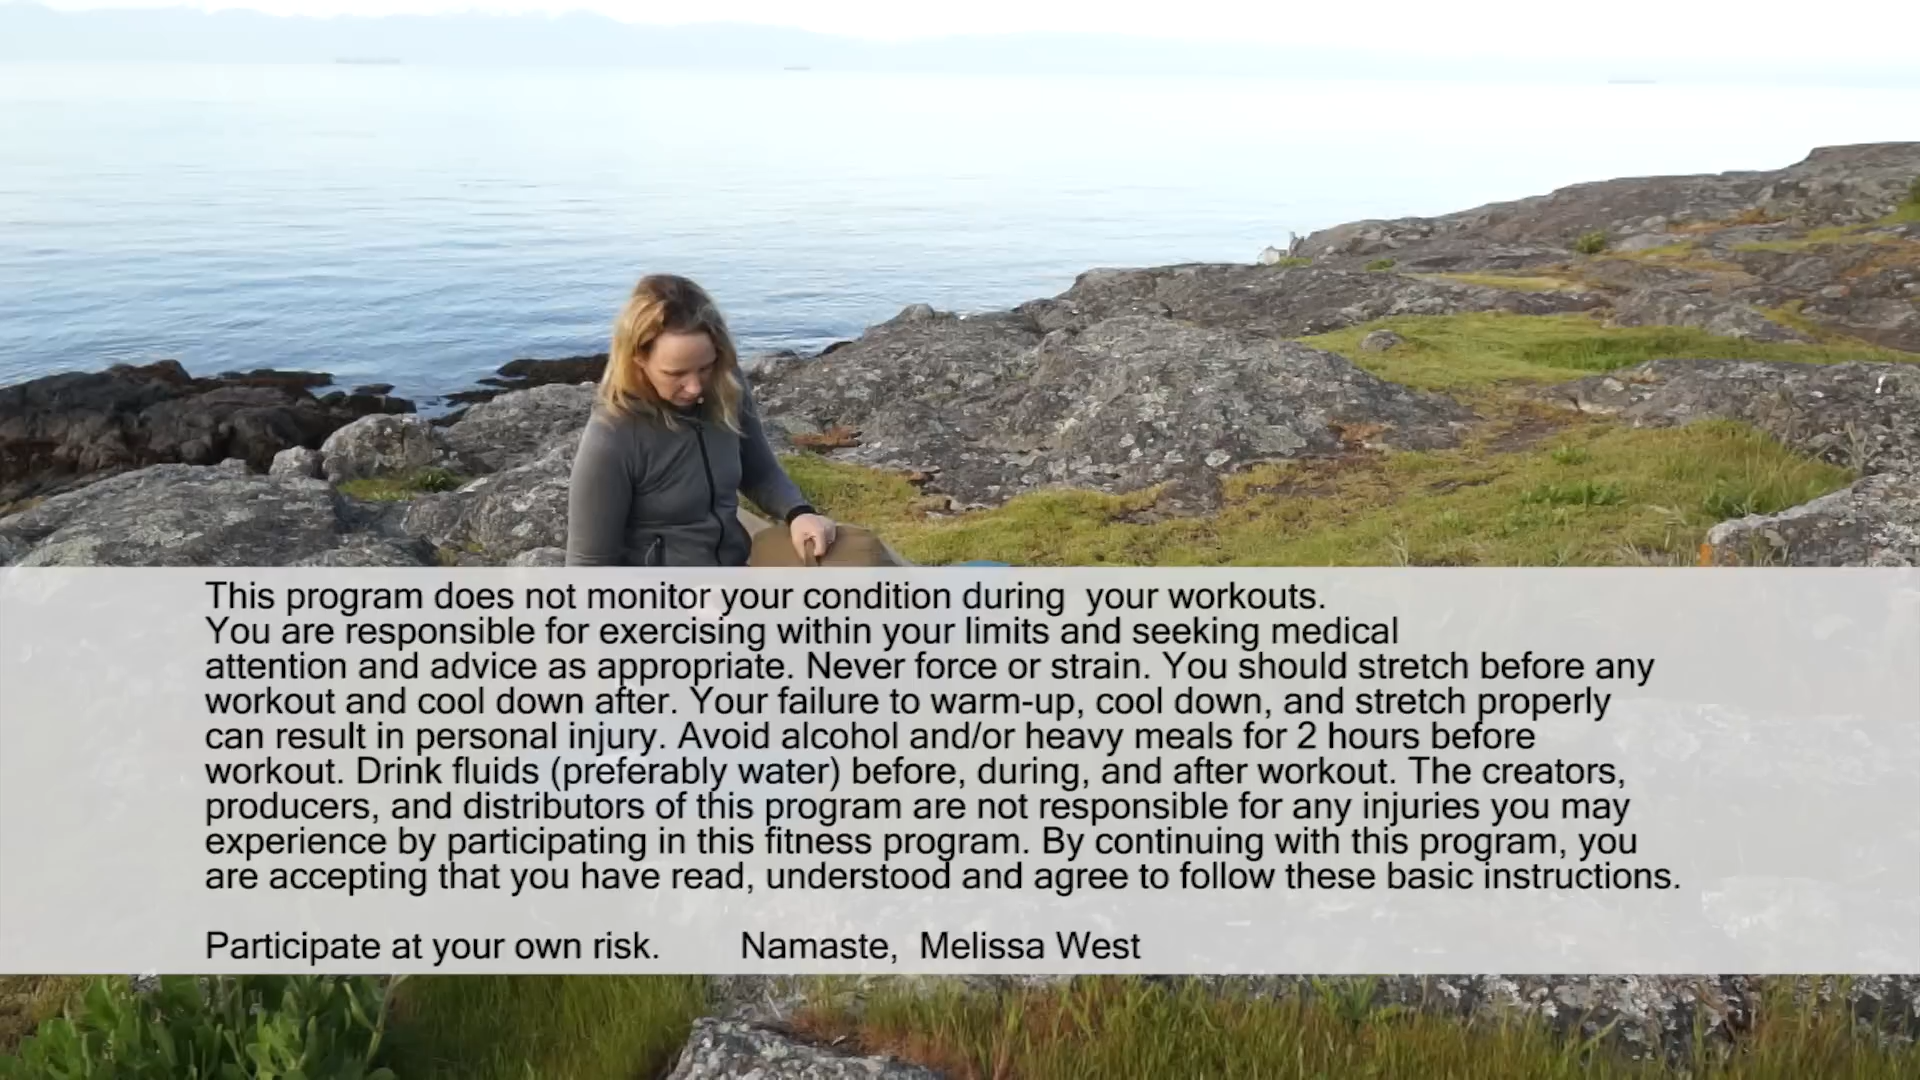 This program does not monitor your condition during  your workouts.
You are responsible for exercising within your limits and seeking medical
attention and advice as appropriate. Never force or strain. You should stretch before any
workout and cool down after. Your failure to warm-up, cool down, and stretch properly
can result in personal injury. Avoid alcohol and/or heavy meals for 2 hours before
workout. Drink fluids (preferably water) before, during, and after workout. The creators,
producers, and distributors of this program are not responsible for any injuries you may
experience by participating in this fitness program. By continuing with this program, you
are accepting that you have read, understood and agree to follow these basic instructions.
Participate at your own risk.        Namaste,  Melissa West